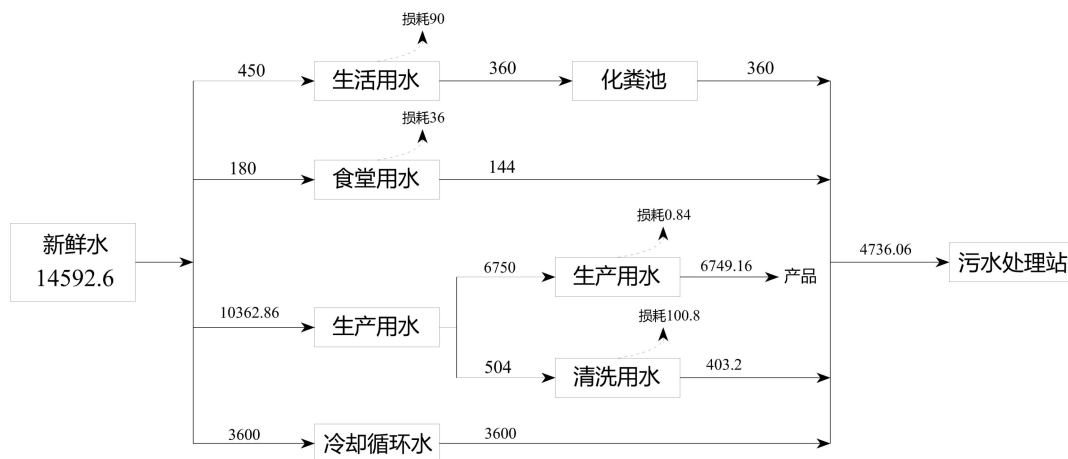 损耗90
450
生活用水
360
化粪池
360
损耗36
180
食堂用水
144
新鲜水
14592.6
损耗0.84
6750
生产用水
6749.16
产品
4736.06
污水处理站
10362.86
生产用水
损耗100.8
504
清洗用水
403.2
3600
冷却循环水
3600